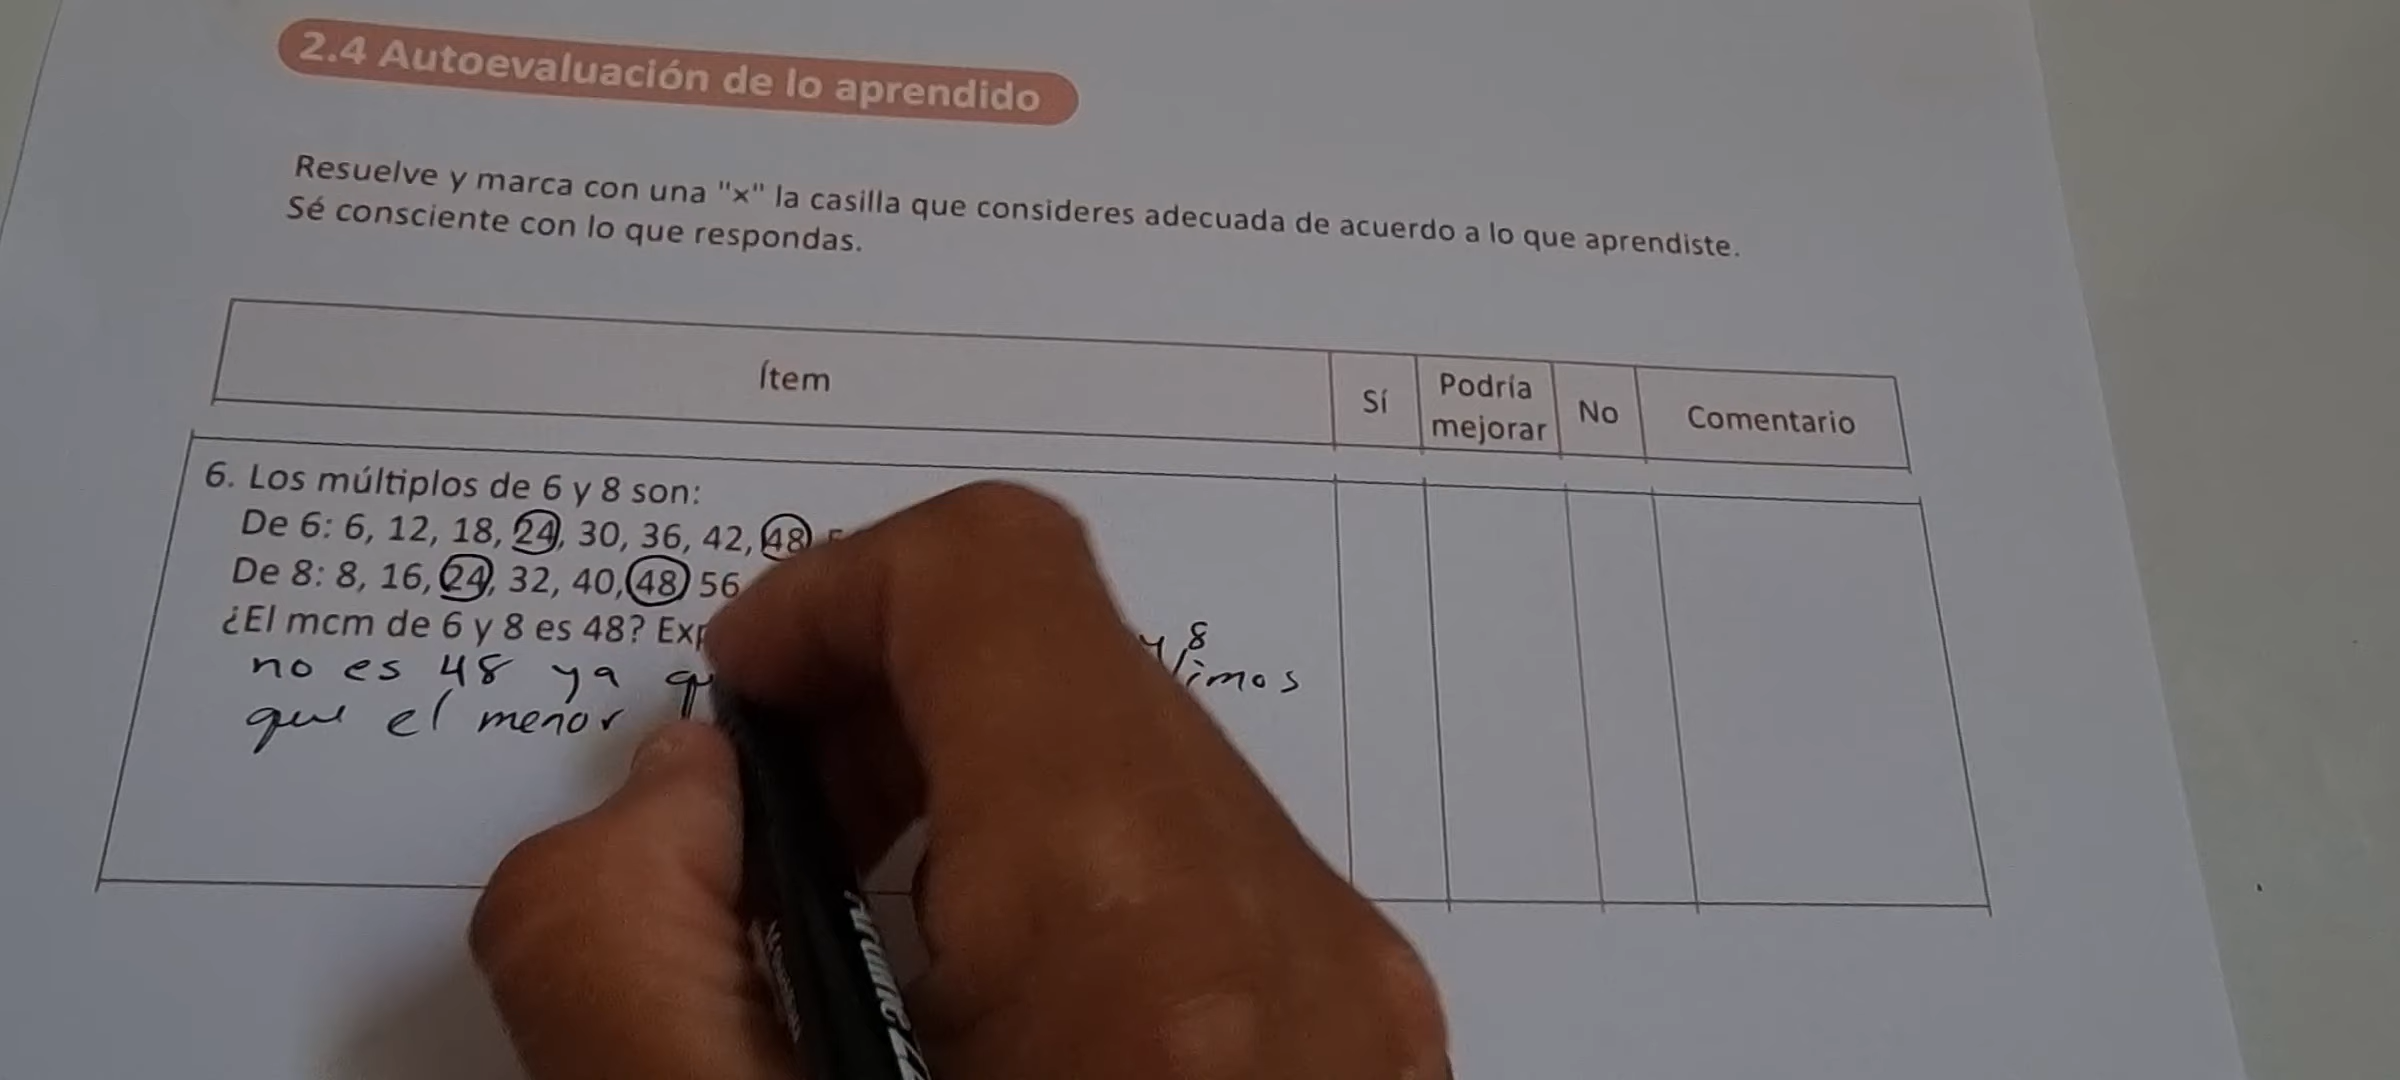 2.4 Autoevaluación de lo aprendido
Resuelve y marca con una "x" la casilla que consideres adecuada de acuerdo a lo que aprendiste.
Sé consciente con lo que respondas.
Ítem
Sí
Podría
mejorar
No
Comentario
6. Los múltiplos de 6 y 8 son:
De 6: 6, 12, 18, 24, 30, 36, 42, 48
De 8: 8, 16, 24, 32, 40, 48, 56
¿El mcm de 6 y 8 es 48?
y 8
no es 48 ya
que el menor